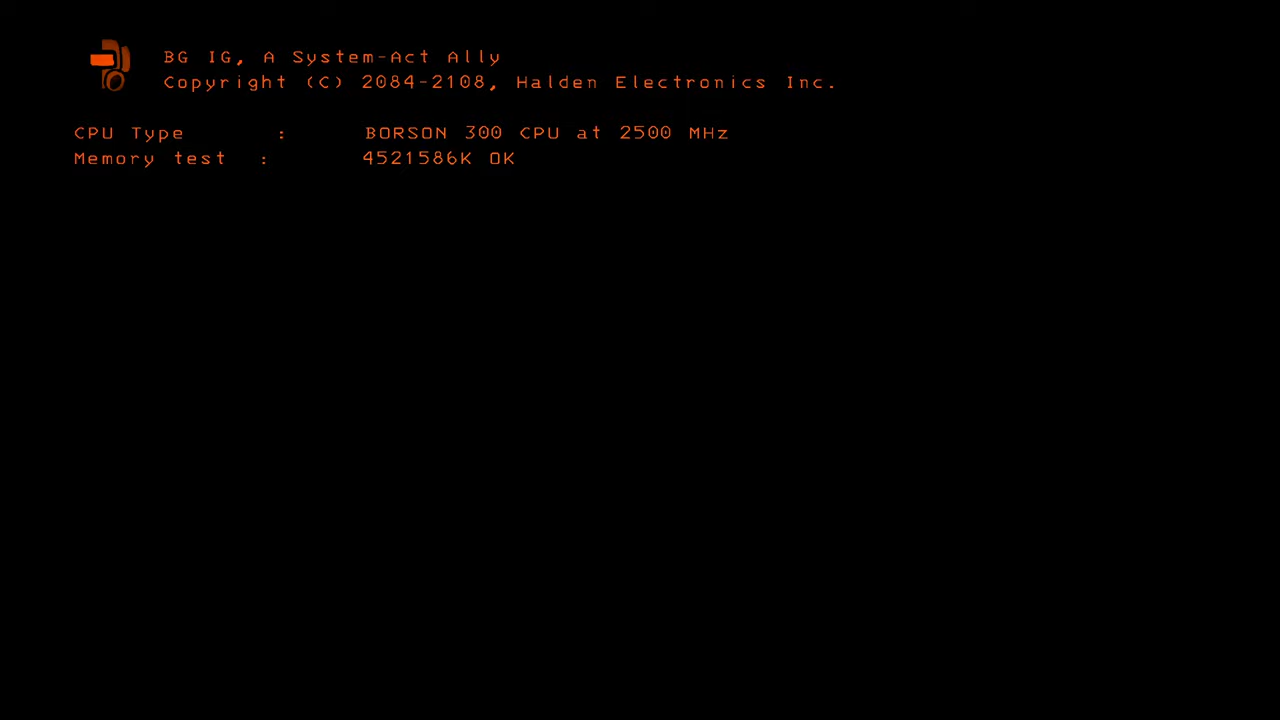 BG IG, A System-Act Ally
Copyright (C) 2084-2108, Halden Electronics Inc.
CPU Type : BORSON 300 CPU at 2500 MHz
Memory test : 4521586K OK